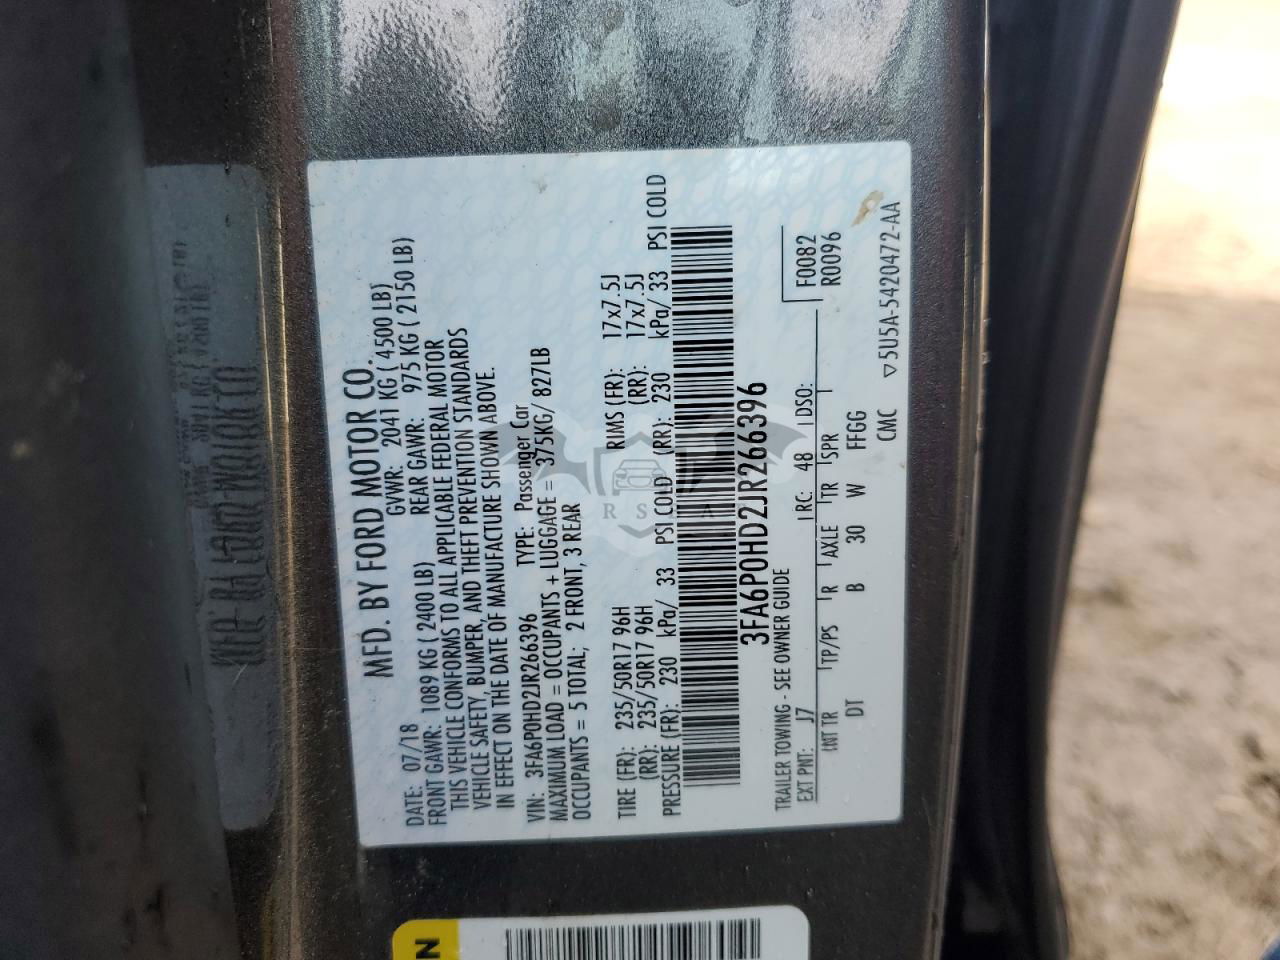 MFD. BY FORD MOTOR CO.
DATE: 07/18 GVWR: 2041 KG ( 4500 LB)
FRONT GAWR: 1089 KG ( 2400 LB) REAR GAWR: 975 KG ( 2150 LB)
THIS VEHICLE CONFORMS TO ALL APPLICABLE FEDERAL MOTOR
VEHICLE SAFETY, BUMPER, AND THEFT PREVENTION STANDARDS
IN EFFECT ON THE DATE OF MANUFACTURE SHOWN ABOVE.
VIN: 3FA6P0HD2JR266396 TYPE: Passenger Car
MAXIMUM LOAD = OCCUPANTS + LUGGAGE = 375KG/ 827LB
OCCUPANTS = 5 TOTAL; 2 FRONT, 3 REAR
TIRE (FR): 235/50R17 96H RIMS (FR): 17x7.5J
(RR): 235/50R17 96H (RR): 17x7.5J
PRESSURE (FR): 230 kPa/ 33 PSI COLD (RR): 230 kPa/ 33 PSI COLD
3FA6P0HD2JR266396
TRAILER TOWING - SEE OWNER GUIDE
F0082
R0096
EXT PNT: J7 RC: 48 DSO:
INT TR TP/PS R AXLE TR SPR
DT B 30 W FFGG
CMC ▽5U5A-5420472-AA
RSA
N